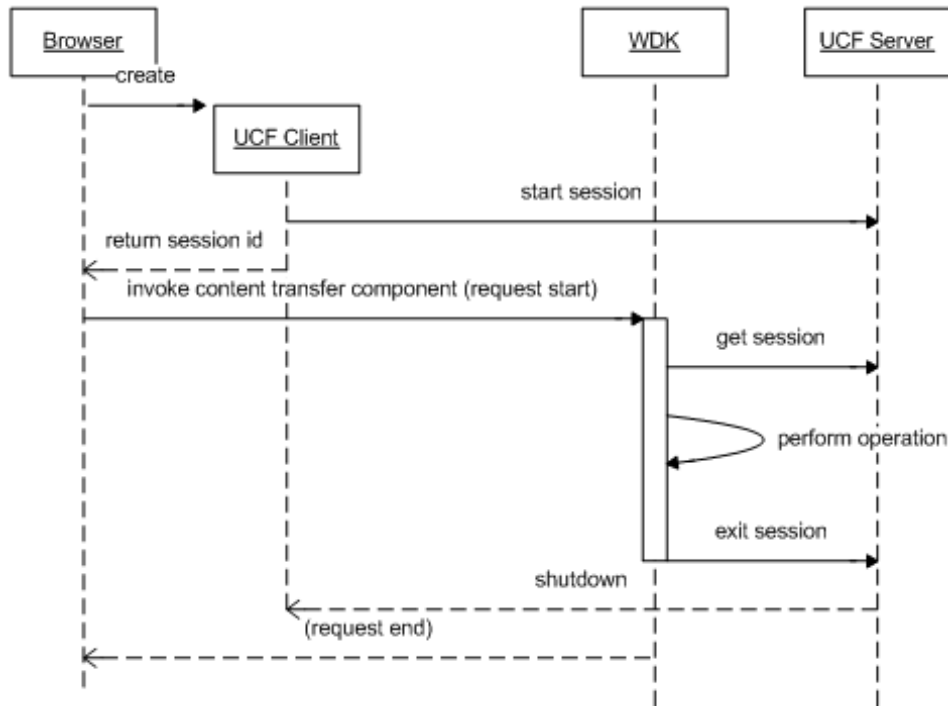 Browser
WDK
UCF Server
create
UCF Client
start session
return session id
invoke content transfer component (request start)
get session
perform operation
exit session
shutdown
(request end)